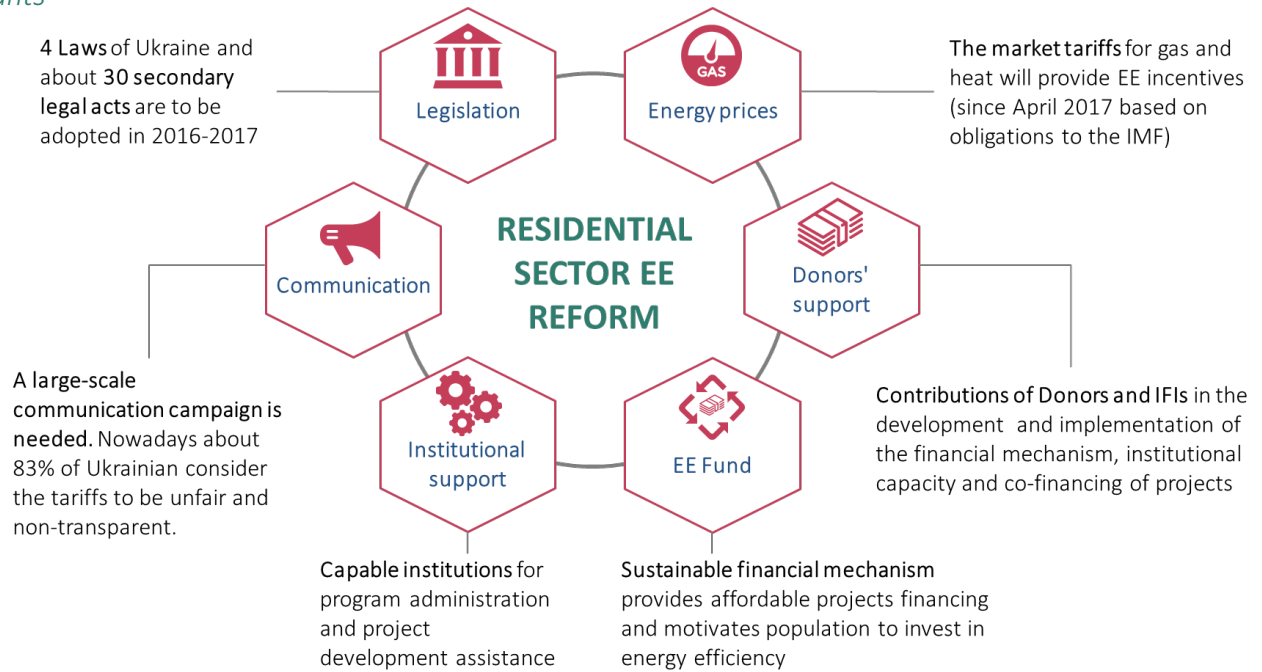 4 Laws of Ukraine and
about 30 secondary
legal acts are to be
adopted in 2016-2017
Legislation
GAS
Energy prices
The market tariffs for gas and
heat will provide EE incentives
(since April 2017 based on
obligations to the IMF)
RESIDENTIAL
SECTOR EE
REFORM
Communication
Donors'
support
A large-scale
communication campaign is
needed. Nowadays about
83% of Ukrainian consider
the tariffs to be unfair and
non-transparent.
Institutional
support
EE Fund
Contributions of Donors and IFIs in the
development and implementation of
the financial mechanism, institutional
capacity and co-financing of projects
Capable institutions for
program administration
and project
development assistance
Sustainable financial mechanism
provides affordable projects financing
and motivates population to invest in
energy efficiency